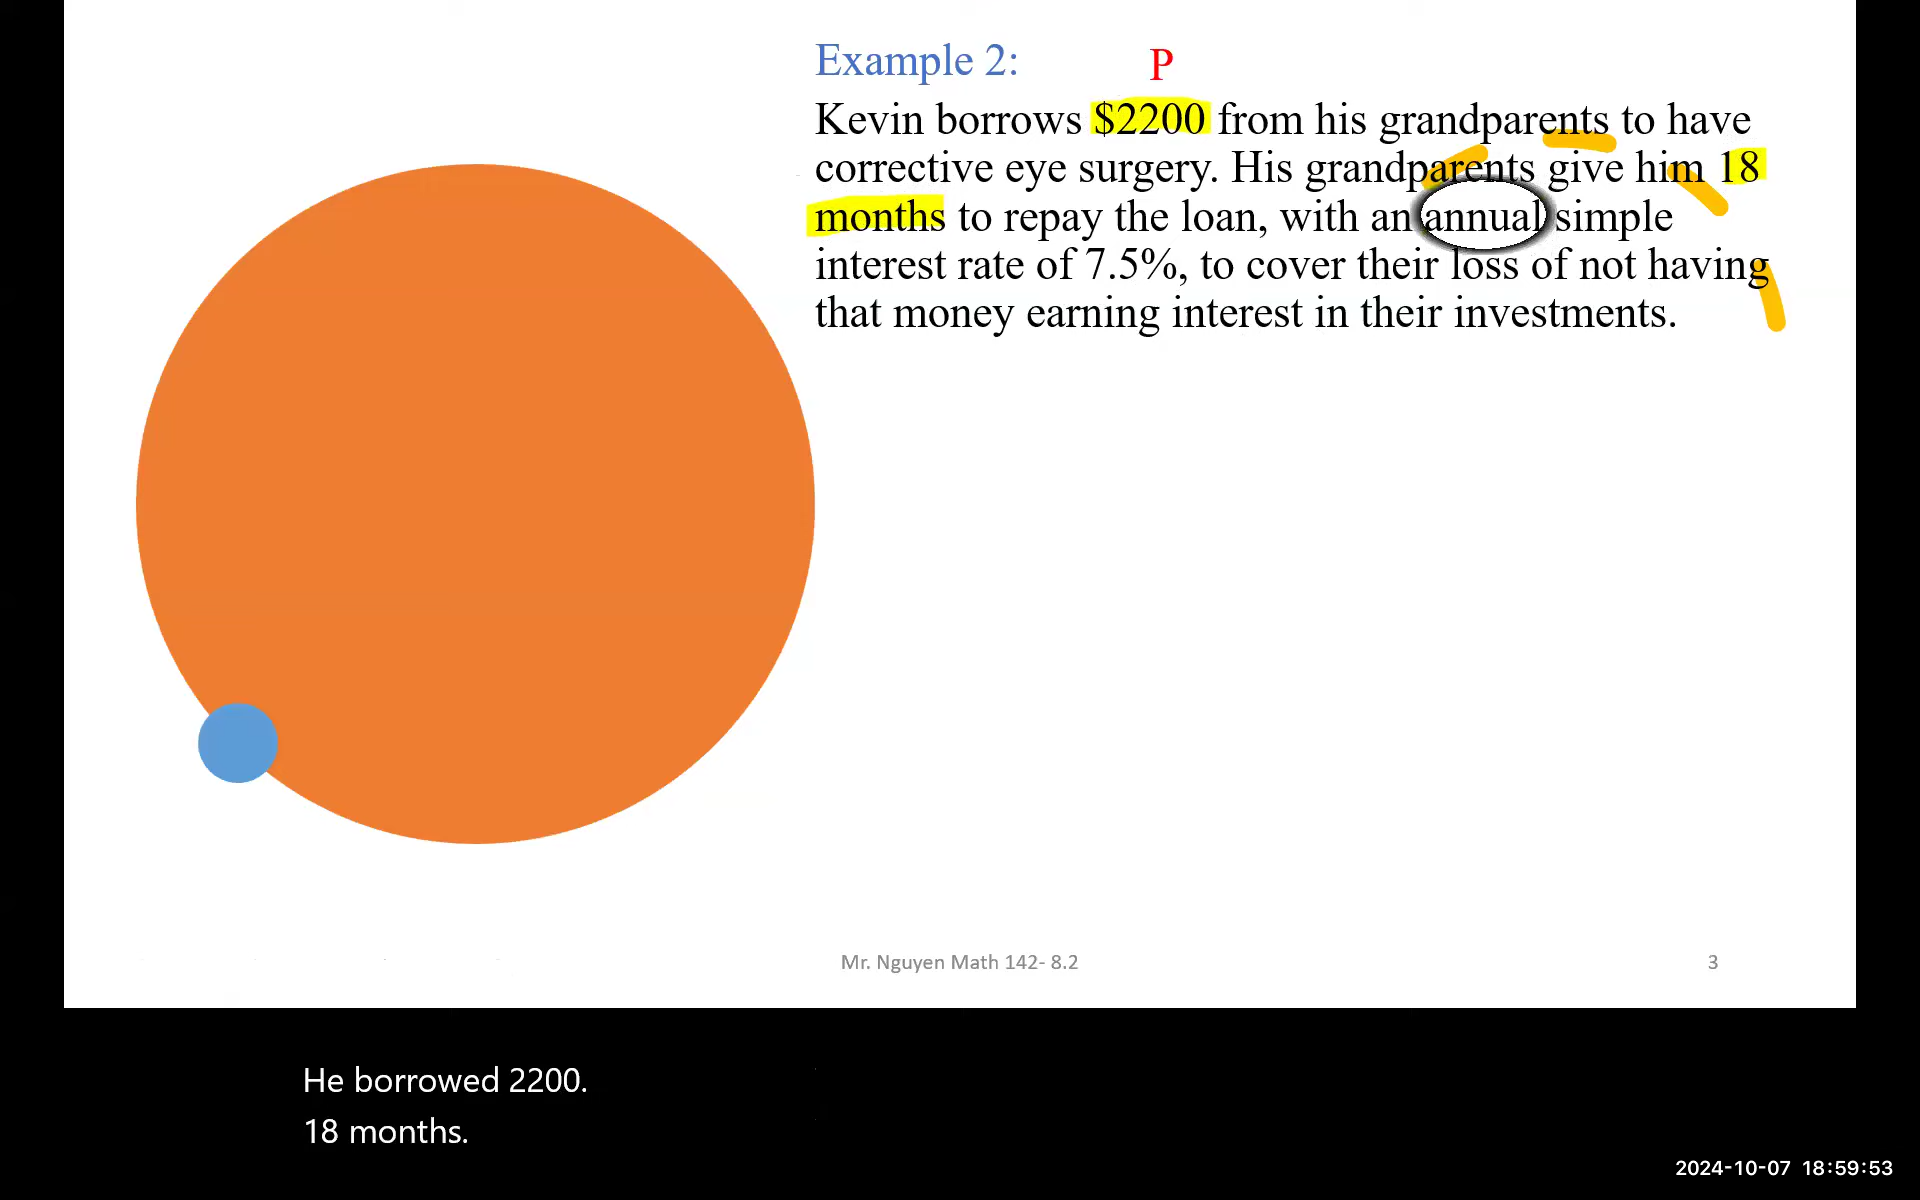 Example 2:
P
Kevin borrows $2200 from his grandparents to have
corrective eye surgery. His grandparents give him 18
months to repay the loan, with an annual simple
interest rate of 7.5%, to cover their loss of not having
that money earning interest in their investments.
Mr. Nguyen Math 142- 8.2
3
He borrowed 2200.
18 months.
2024-10-07 18:59:53